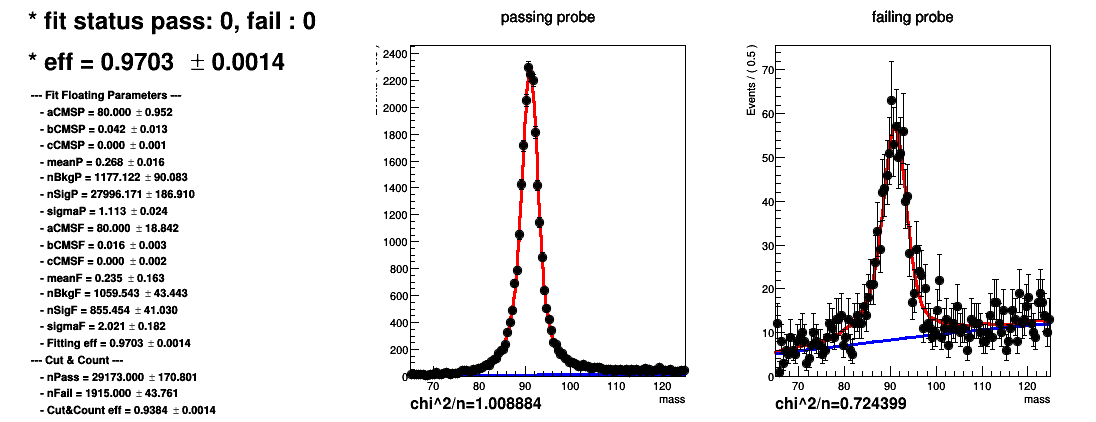 * fit status pass: 0, fail : 0
* eff = 0.9703 ± 0.0014
--- Fit Floating Parameters ---
- aCMSP = 80.000 ± 0.952
- bCMSP = 0.042 ± 0.013
- cCMSP = 0.000 ± 0.001
- meanP = 0.268 ± 0.016
- nBkgP = 1177.122 ± 90.083
- nSigP = 27996.171 ± 186.910
- sigmaP = 1.113 ± 0.024
- aCMSF = 80.000 ± 18.842
- bCMSF = 0.016 ± 0.003
- cCMSF = 0.000 ± 0.002
- meanF = 0.235 ± 0.163
- nBkgF = 1059.543 ± 43.443
- nSigF = 855.454 ± 41.030
- sigmaF = 2.021 ± 0.182
- Fitting eff = 0.9703 ± 0.0014
--- Cut & Count ---
- nPass = 29173.000 ± 170.801
- nFail = 1915.000 ± 43.761
- Cut&Count eff = 0.9384 ± 0.0014
passing probe
2400
2200
2000
1800
1600
1400
1200
1000
800
600
400
200
0
70 80 90 100 110 120
mass
chi^2/n=1.008884
failing probe
Events / ( 0.5 )
70
60
50
40
30
20
10
0
70 80 90 100 110 120
mass
chi^2/n=0.724399